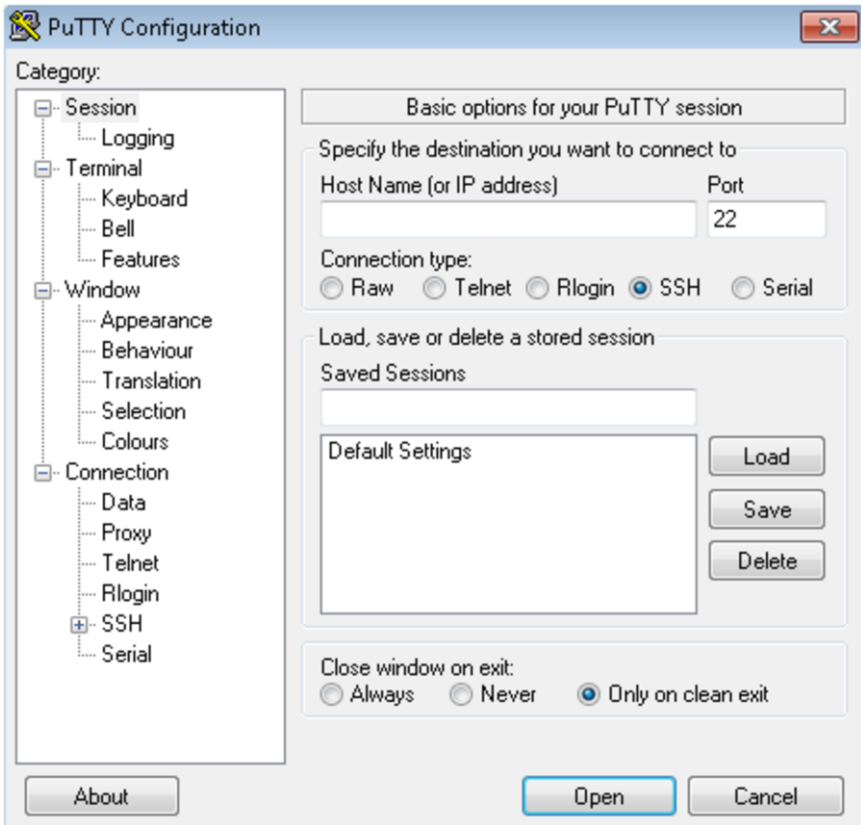 PuTTY Configuration
Category:
Session
Logging
Terminal
Keyboard
Bell
Features
Window
Appearance
Behaviour
Translation
Selection
Colours
Connection
Data
Proxy
Telnet
Rlogin
SSH
Serial
Basic options for your PuTTY session
Specify the destination you want to connect to
Host Name (or IP address) Port
22
Connection type:
Raw Telnet Rlogin SSH Serial
Load, save or delete a stored session
Saved Sessions
Default Settings
Load
Save
Delete
Close window on exit:
Always Never Only on clean exit
About Open Cancel